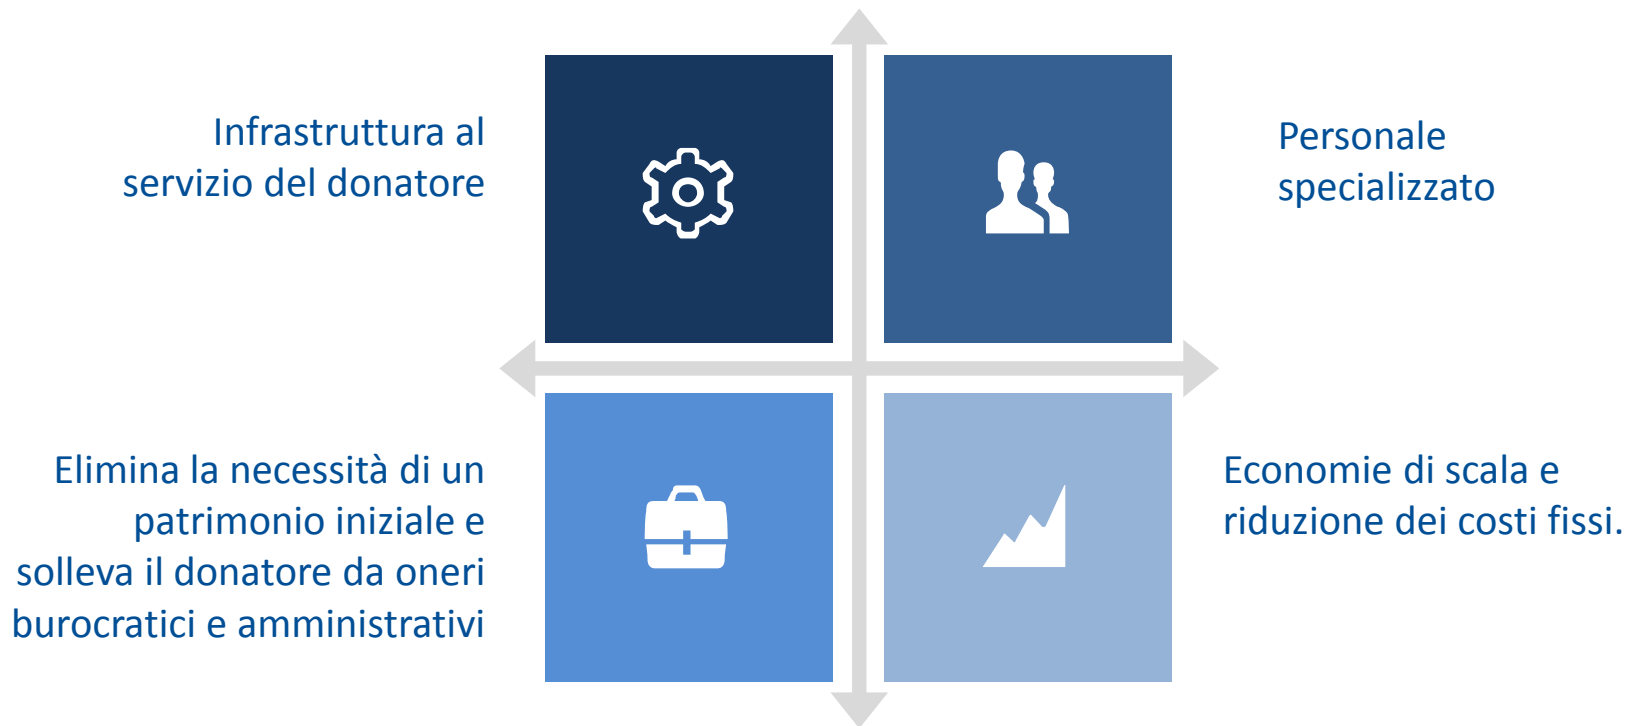 Infrastruttura al
servizio del donatore
Personale
specializzato
Elimina la necessità di un
patrimonio iniziale e
solleva il donatore da oneri
burocratici e amministrativi
Economie di scala e
riduzione dei costi fissi.